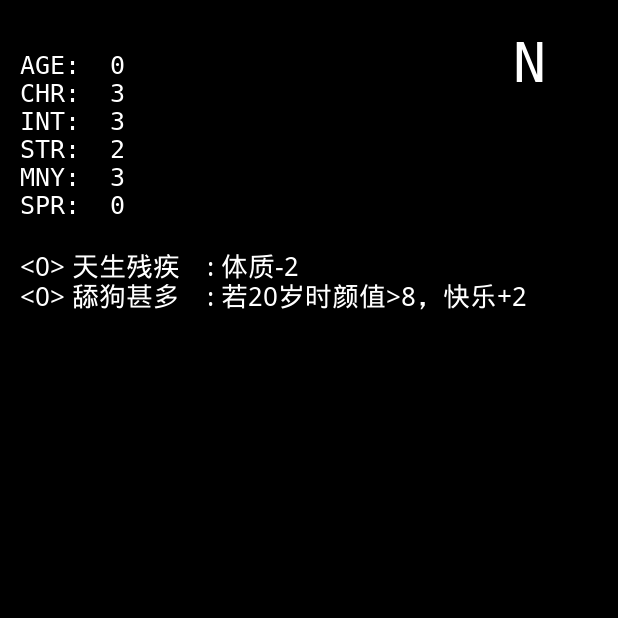 N
AGE: 0
CHR: 3
INT: 3
STR: 2
MNY: 3
SPR: 0
<0> 天生残疾 : 体质-2
<0> 舔狗甚多 : 若20岁时颜值>8，快乐+2